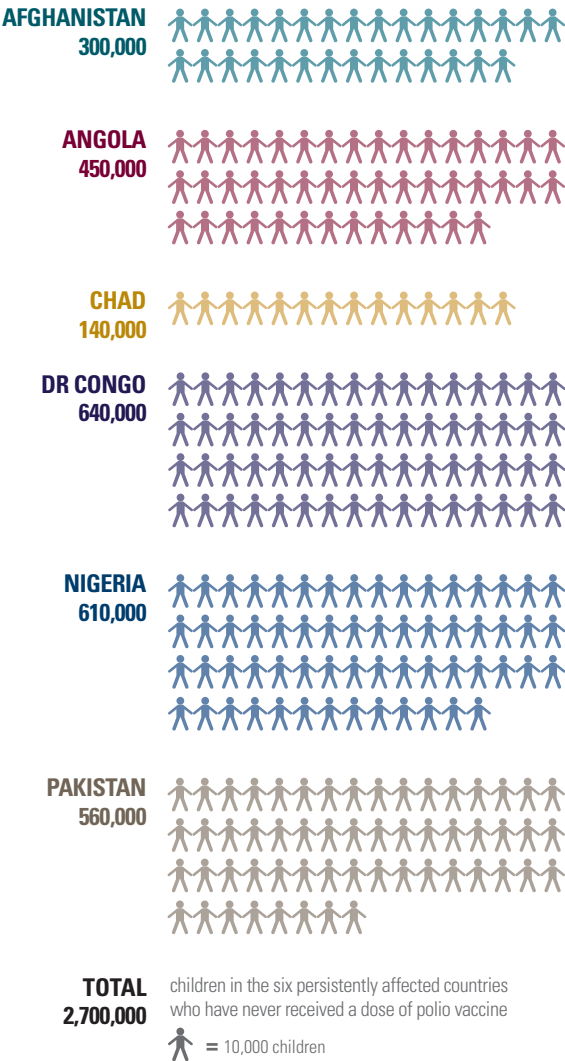 AFGHANISTAN
300,000
ANGOLA
450,000
CHAD
140,000
DR CONGO
640,000
NIGERIA
610,000
PAKISTAN
560,000
TOTAL
2,700,000
children in the six persistently affected countries
who have never received a dose of polio vaccine
= 10,000 children